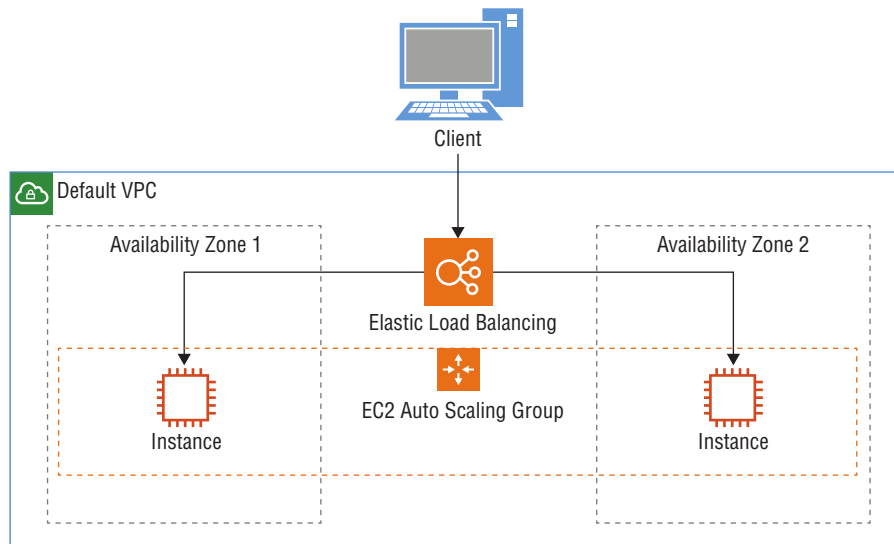 Client
Default VPC
Availability Zone 1
Availability Zone 2
Elastic Load Balancing
EC2 Auto Scaling Group
Instance
Instance